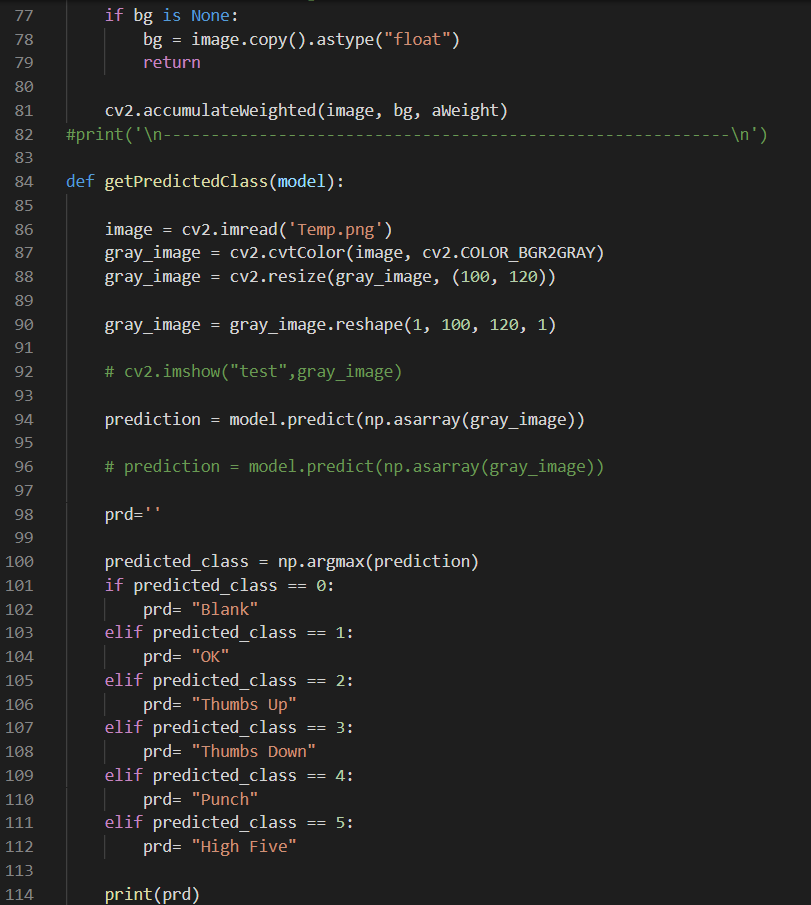 77 if bg is None:
78 bg = image.copy().astype("float")
79 return
80
81 cv2.accumulateWeighted(image, bg, aWeight)
82 #print('\n-----------------------------------------------------------\n')
83
84 def getPredictedClass(model):
85
86 image = cv2.imread('Temp.png')
87 gray_image = cv2.cvtColor(image, cv2.COLOR_BGR2GRAY)
88 gray_image = cv2.resize(gray_image, (100, 120))
89
90 gray_image = gray_image.reshape(1, 100, 120, 1)
91
92 # cv2.imshow("test",gray_image)
93
94 prediction = model.predict(np.asarray(gray_image))
95
96 # prediction = model.predict(np.asarray(gray_image))
97
98 prd=''
99
100 predicted_class = np.argmax(prediction)
101 if predicted_class == 0:
102 prd= "Blank"
103 elif predicted_class == 1:
104 prd= "OK"
105 elif predicted_class == 2:
106 prd= "Thumbs Up"
107 elif predicted_class == 3:
108 prd= "Thumbs Down"
109 elif predicted_class == 4:
110 prd= "Punch"
111 elif predicted_class == 5:
112 prd= "High Five"
113
114 print(prd)